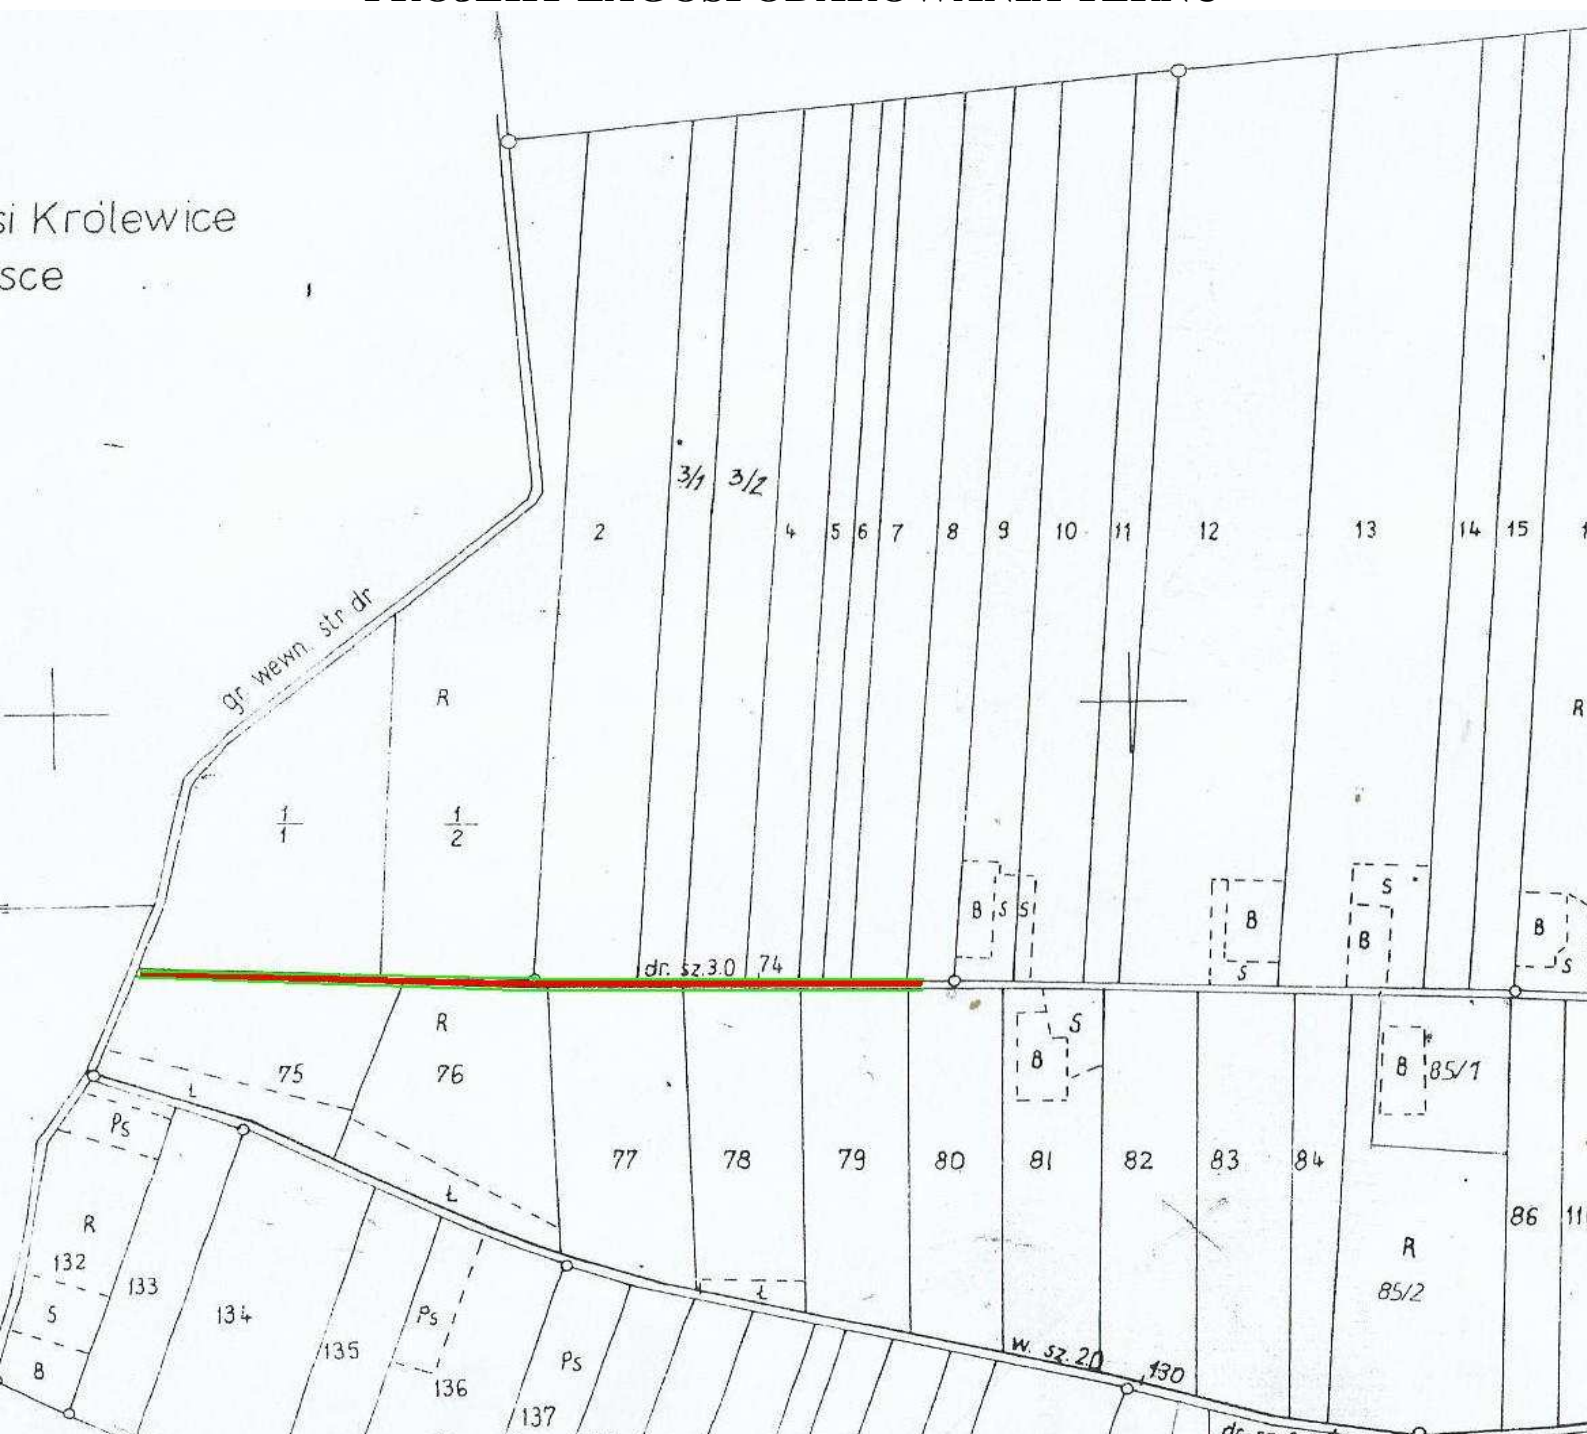 si Królewice
sce
3/1 3/2
2 4 5 6 7 8 9 10 11 12 13 14 15
gr. wewn. str dr
R
R
1/1 1/2
B S S B S S B B S
dr. sz. 3.0 74
R
75 76
S
B
B 85/1
Ł
Ps
77 78 79 80 81 82 83 84
Ł
R
132 133 134 135
Ps
136 137
Ps
S
B
Ł
86
R
85/2
w. sz. 2.0 130